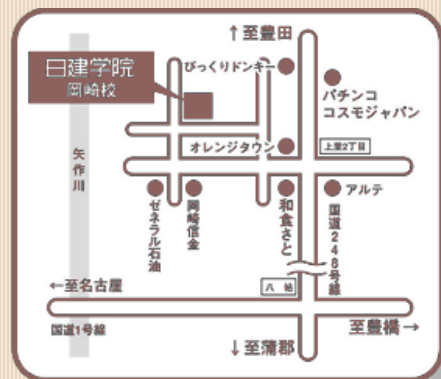 ↑至豊田
日建学院
岡崎校
びっくりドンキー
パチンコ
コスモジャパン
オレンジタウン
上里2丁目
矢作川
ゼネラル石油
岡崎信金
和食さと
アルテ
国道248号線
八帖
←至名古屋
国道1号線
至豊橋→
↓至蒲郡